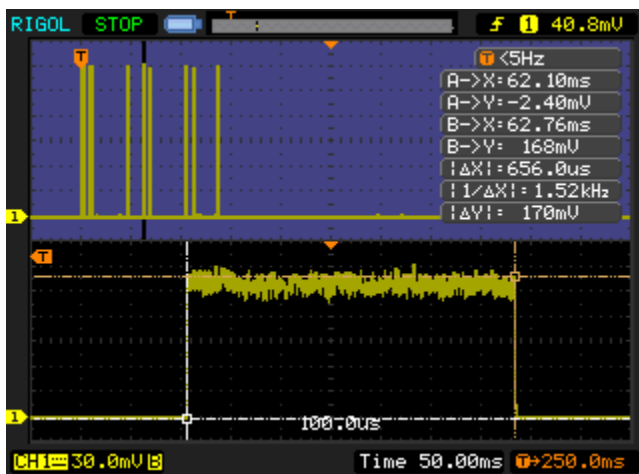 RIGOL STOP T f 1 40.8mV
T
T <5Hz
A->X: 62.10ms
A->Y: -2.40mV
B->X: 62.76ms
B->Y: 168mV
|ΔX|: 656.0us
|1/ΔX|: 1.52kHz
|ΔY|: 170mV
1
T
1
100.0us
CH1 30.0mV B Time 50.00ms T→250.0ms